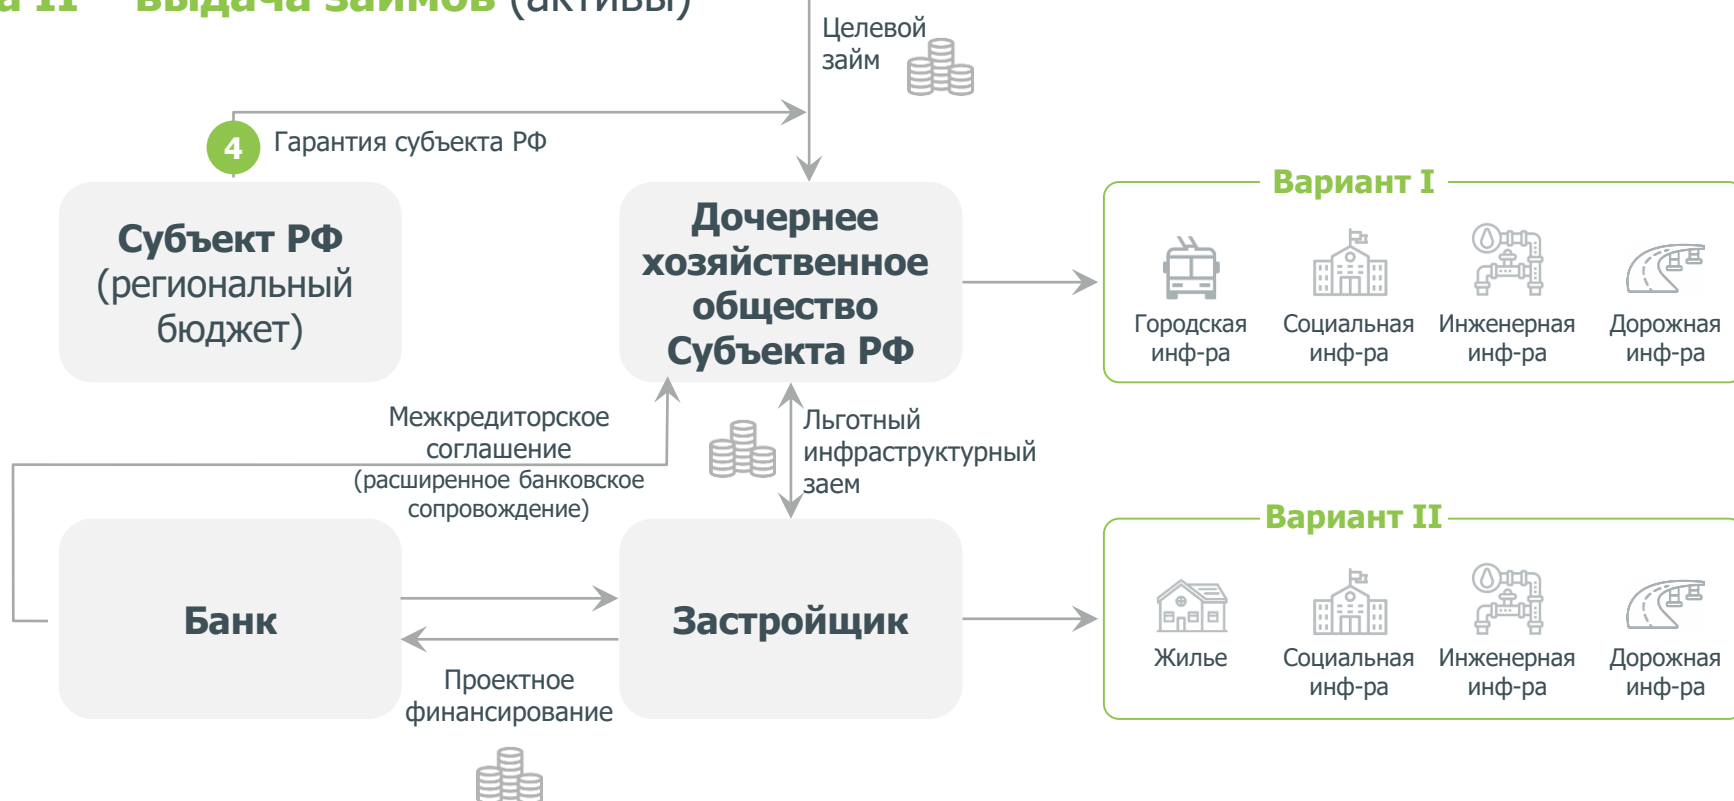 а II – выдача займов (активы)
Целевой
займ
4
Гарантия субъекта РФ
Субъект РФ
(региональный
бюджет)
Дочернее
хозяйственное
общество
Субъекта РФ
Вариант I
Городская
инф-ра
Социальная
инф-ра
Инженерная
инф-ра
Дорожная
инф-ра
Межкредиторское
соглашение
(расширенное банковское
сопровождение)
Льготный
инфраструктурный
заем
Банк
Застройщик
Проектное
финансирование
Вариант II
Жилье
Социальная
инф-ра
Инженерная
инф-ра
Дорожная
инф-ра